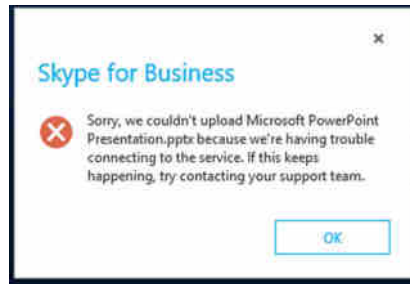 Skype for Business
Sorry, we couldn't upload Microsoft PowerPoint
Presentation.pptx because we're having trouble
connecting to the service. If this keeps
happening, try contacting your support team.
OK